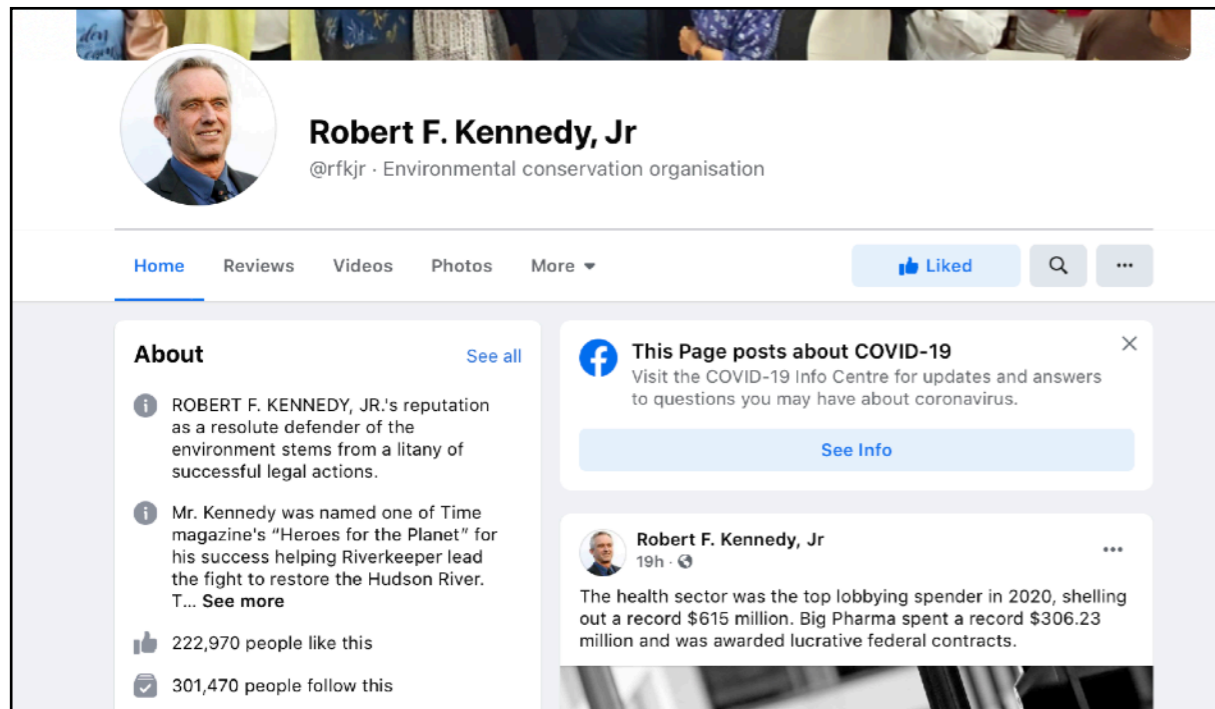 Robert F. Kennedy, Jr
@rfkjr · Environmental conservation organisation
Home
Reviews
Videos
Photos
More
Liked
About
See all
ROBERT F. KENNEDY, JR.'s reputation
as a resolute defender of the
environment stems from a litany of
successful legal actions.
Mr. Kennedy was named one of Time
magazine's “Heroes for the Planet” for
his success helping Riverkeeper lead
the fight to restore the Hudson River.
T... See more
222,970 people like this
301,470 people follow this
This Page posts about COVID-19
Visit the COVID-19 Info Centre for updates and answers
to questions you may have about coronavirus.
See Info
Robert F. Kennedy, Jr
19h ·
The health sector was the top lobbying spender in 2020, shelling
out a record $615 million. Big Pharma spent a record $306.23
million and was awarded lucrative federal contracts.